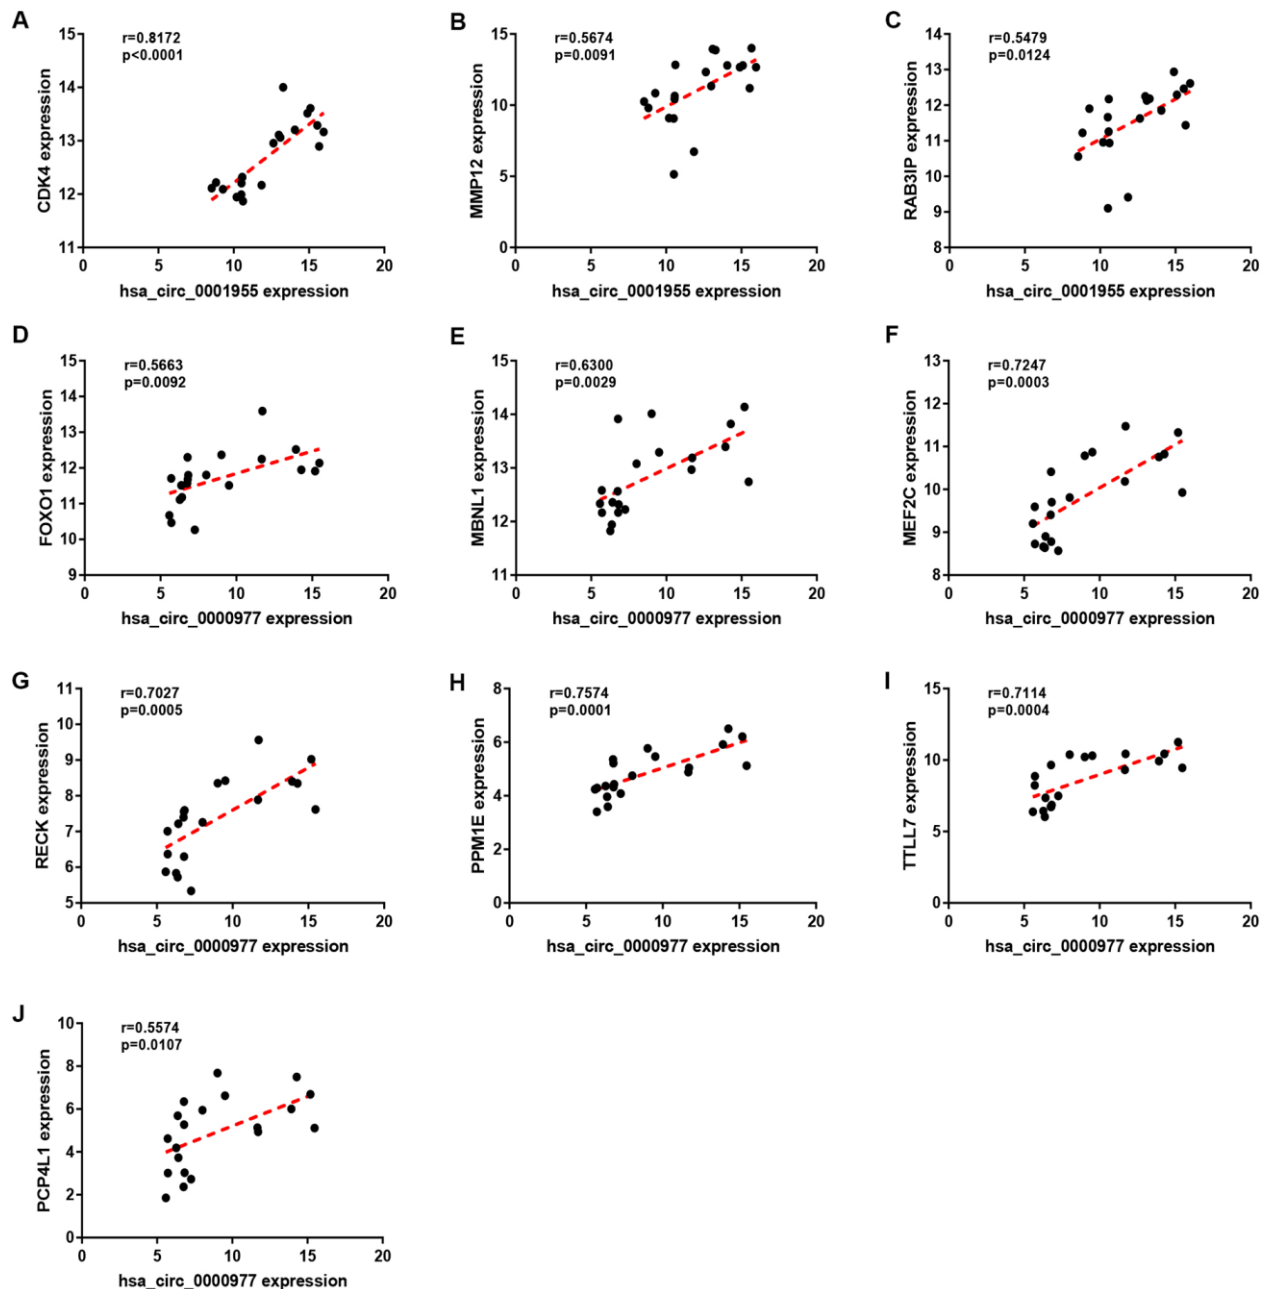 A
r=0.8172
p<0.0001
15
14
13
12
11
CDK4 expression
0 5 10 15 20
hsa_circ_0001955 expression
B
r=0.5674
p=0.0091
15
10
5
0
MMP12 expression
0 5 10 15 20
hsa_circ_0001955 expression
C
r=0.5479
p=0.0124
14
13
12
11
10
9
8
RAB3IP expression
0 5 10 15 20
hsa_circ_0001955 expression
D
r=0.5663
p=0.0092
15
14
13
12
11
10
9
FOXO1 expression
0 5 10 15 20
hsa_circ_0000977 expression
E
r=0.6300
p=0.0029
15
14
13
12
11
MBNL1 expression
0 5 10 15 20
hsa_circ_0000977 expression
F
r=0.7247
p=0.0003
13
12
11
10
9
8
MEF2C expression
0 5 10 15 20
hsa_circ_0000977 expression
G
r=0.7027
p=0.0005
11
10
9
8
7
6
5
RECK expression
0 5 10 15 20
hsa_circ_0000977 expression
H
r=0.7574
p=0.0001
8
6
4
2
0
PPM1E expression
0 5 10 15 20
hsa_circ_0000977 expression
I
r=0.7114
p=0.0004
15
10
5
0
TTLL7 expression
0 5 10 15 20
hsa_circ_0000977 expression
J
r=0.5574
p=0.0107
10
8
6
4
2
0
PCP4L1 expression
0 5 10 15 20
hsa_circ_0000977 expression